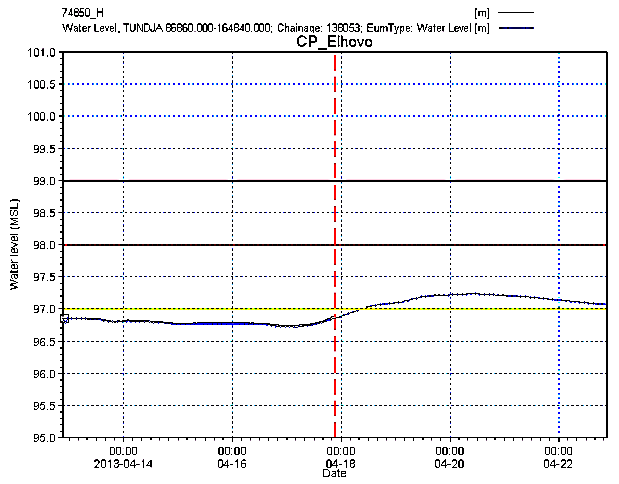 74650_H [m]
Water Level, TUNDJA 66660.000-164640.000; Chainage: 136053; EumType: Water Level [m]
CP_Elhovo
101.0
100.5
100.0
99.5
99.0
98.5
98.0
97.5
97.0
96.5
96.0
95.5
95.0
Water level (MSL)
00:00 00:00 00:00 00:00 00:00
2013-04-14 04-16 04-18 04-20 04-22
Date